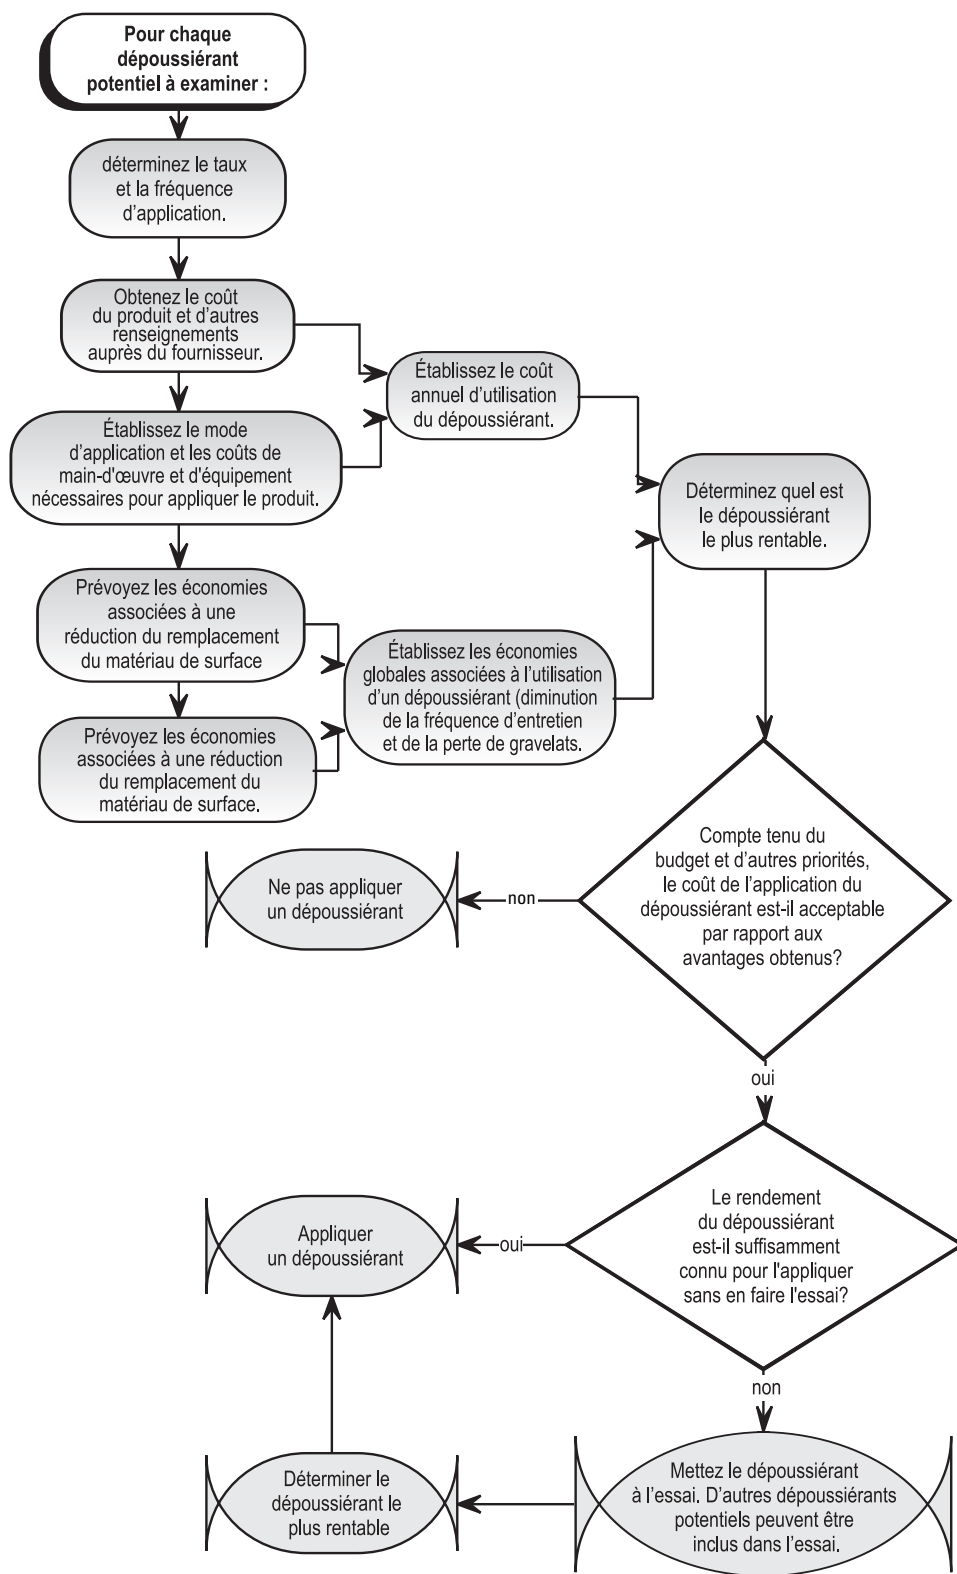 Pour chaque
dépoussiérant
potentiel à examiner :
déterminez le taux
et la fréquence
d'application.
Obtenez le coût
du produit et d'autres
renseignements
auprès du fournisseur.
Établissez le coût
annuel d'utilisation
du dépoussiérant.
Établissez le mode
d'application et les coûts de
main-d'œuvre et d'équipement
nécessaires pour appliquer le produit.
Déterminez quel est
le dépoussiérant
le plus rentable.
Prévoyez les économies
associées à une
réduction du remplacement
du matériau de surface
Établissez les économies
globales associées à l'utilisation
d'un dépoussiérant (diminution
de la fréquence d'entretien
et de la perte de gravelats.
Prévoyez les économies
associées à une réduction
du remplacement du
matériau de surface.
Compte tenu du
budget et d'autres priorités,
le coût de l'application du
dépoussiérant est-il acceptable
par rapport aux
avantages obtenus?
non
Ne pas appliquer
un dépoussiérant
oui
Le rendement
du dépoussiérant
est-il suffisamment
connu pour l'appliquer
sans en faire l'essai?
oui
Appliquer
un dépoussiérant
non
Mettez le dépoussiérant
à l'essai. D'autres dépoussiérants
potentiels peuvent être
inclus dans l'essai.
Déterminer le
dépoussiérant le
plus rentable